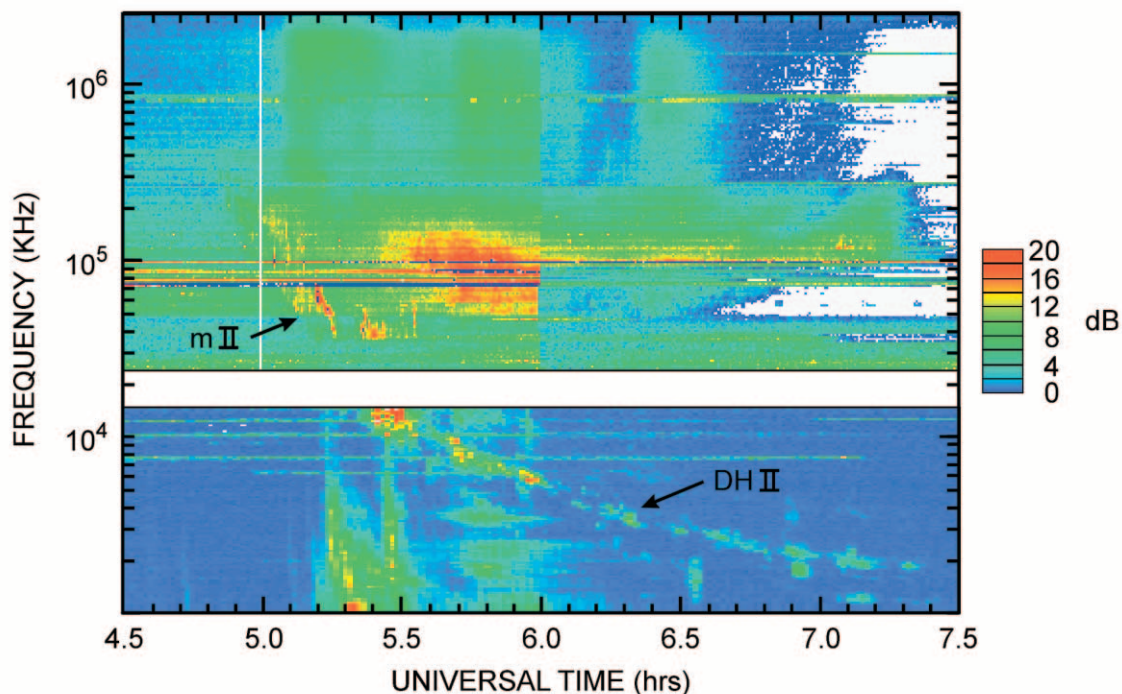 FREQUENCY (KHz)
10⁶
10⁵
10⁴
m II
DH II
4.5 5.0 5.5 6.0 6.5 7.0 7.5
UNIVERSAL TIME (hrs)
20
16
12
8
4
0
dB